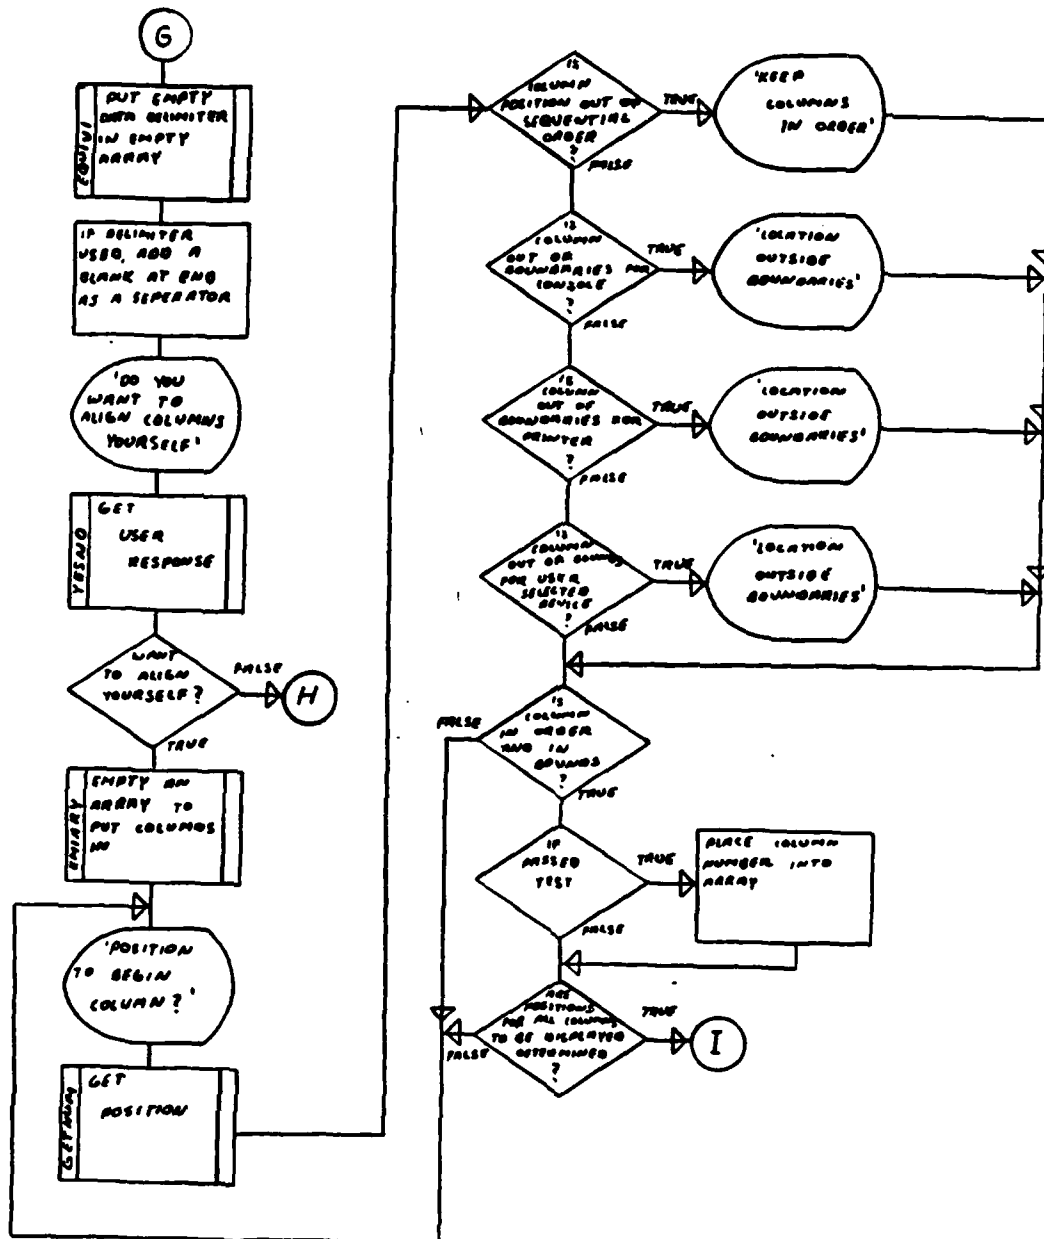 G
EQUIV1
PUT EMPTY
DATA DELIMITER
IN EMPTY
ARRAY
IF DELIMITER
USED, ADD A
BLANK AT END
AS A SEPERATOR
'DO YOU
WANT TO
ALIGN COLUMNS
YOURSELF'
YESNO
GET
USER
RESPONSE
WANT
TO ALIGN
YOURSELF?
FALSE
H
TRUE
EMIARY
EMPTY AN
ARRAY TO
PUT COLUMNS
IN
'POSITION
TO BEGIN
COLUMN?'
GETNUM
GET
POSITION
IS
COLUMN
POSITION OUT OF
SEQUENTIAL
ORDER
?
TRUE
'KEEP
COLUMNS
IN ORDER'
FALSE
IS
COLUMN
OUT OF
BOUNDARIES FOR
CONSOLE
?
TRUE
'LOCATION
OUTSIDE
BOUNDARIES'
FALSE
IS
COLUMN
OUT OF
BOUNDARIES FOR
PRINTER
?
TRUE
'LOCATION
OUTSIDE
BOUNDARIES'
FALSE
IS
COLUMN
OUT OF BOUNDS
FOR USER
SELECTED
DEVICE
?
TRUE
'LOCATION
OUTSIDE
BOUNDARIES'
FALSE
IS
COLUMN
IN ORDER
AND IN
BOUNDS
?
FALSE
TRUE
IF
PASSED
TEST
TRUE
PLACE COLUMN
NUMBER INTO
ARRAY
FALSE
ARE
POSITIONS
FOR ALL COLUMNS
TO BE DISPLAYED
DETERMINED
?
TRUE
I
FALSE